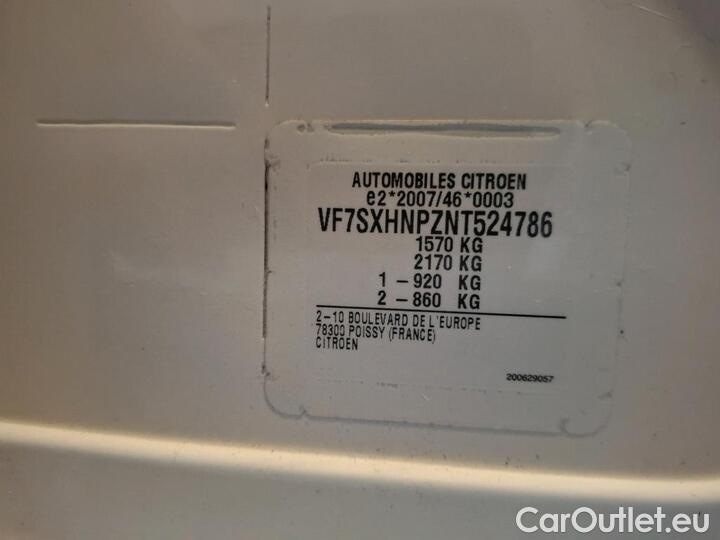 AUTOMOBILES CITROEN
e2*2007/46*0003
VF7SXHNPZNT524786
1570 KG
2170 KG
1 – 920 KG
2 – 860 KG
2-10 BOULEVARD DE L'EUROPE
78300 POISSY (FRANCE)
CITROEN
200629057
CarOutlet.eu